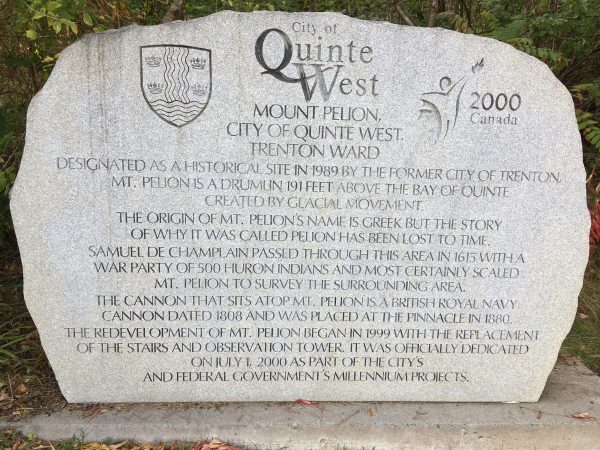 City of
Quinte
West
2000
Canada
MOUNT PELION,
CITY OF QUINTE WEST,
TRENTON WARD
DESIGNATED AS A HISTORICAL SITE IN 1989 BY THE FORMER CITY OF TRENTON,
MT. PELION IS A DRUMLIN 191 FEET ABOVE THE BAY OF QUINTE
CREATED BY GLACIAL MOVEMENT.
THE ORIGIN OF MT. PELION'S NAME IS GREEK BUT THE STORY
OF WHY IT WAS CALLED PELION HAS BEEN LOST TO TIME.
SAMUEL DE CHAMPLAIN PASSED THROUGH THIS AREA IN 1615 WITH A
WAR PARTY OF 500 HURON INDIANS AND MOST CERTAINLY SCALED
MT. PELION TO SURVEY THE SURROUNDING AREA.
THE CANNON THAT SITS ATOP MT. PELION IS A BRITISH ROYAL NAVY
CANNON DATED 1808 AND WAS PLACED AT THE PINNACLE IN 1880.
THE REDEVELOPMENT OF MT. PELION BEGAN IN 1999 WITH THE REPLACEMENT
OF THE STAIRS AND OBSERVATION TOWER. IT WAS OFFICIALLY DEDICATED
ON JULY 1, 2000 AS PART OF THE CITY'S
AND FEDERAL GOVERNMENT'S MILLENNIUM PROJECTS.